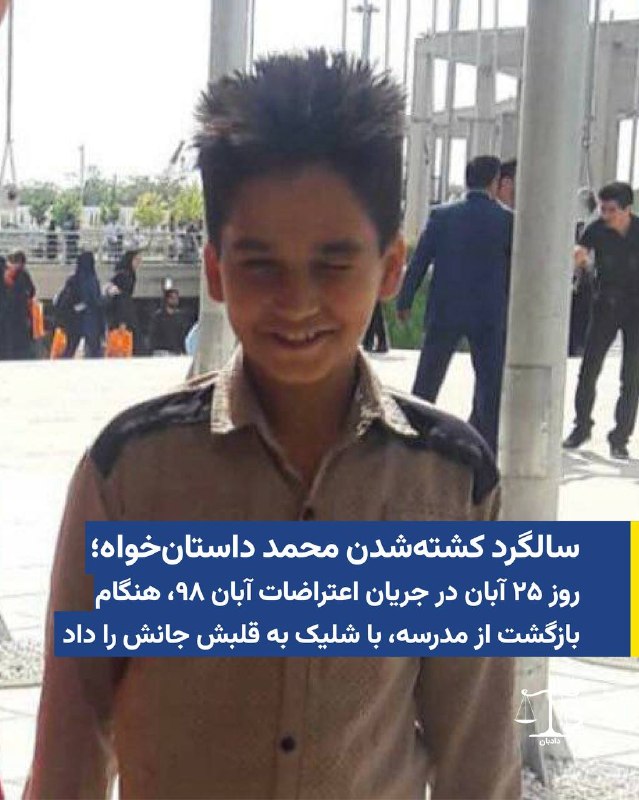 سالگرد کشته‌شدن محمد داستان‌خواه؛
روز ۲۵ آبان در جریان اعتراضات آبان ۹۸، هنگام
بازگشت از مدرسه، با شلیک به قلبش جانش را داد
دادبان